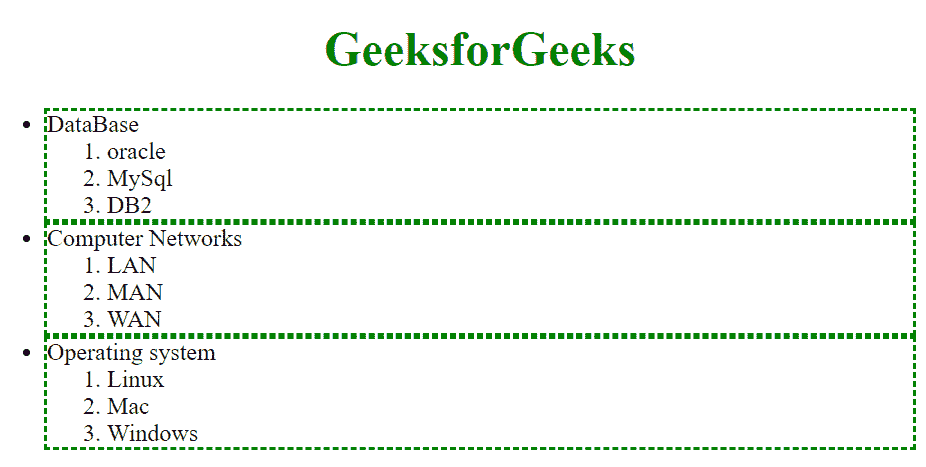 GeeksforGeeks
• DataBase
1. oracle
2. MySql
3. DB2
• Computer Networks
1. LAN
2. MAN
3. WAN
• Operating system
1. Linux
2. Mac
3. Windows